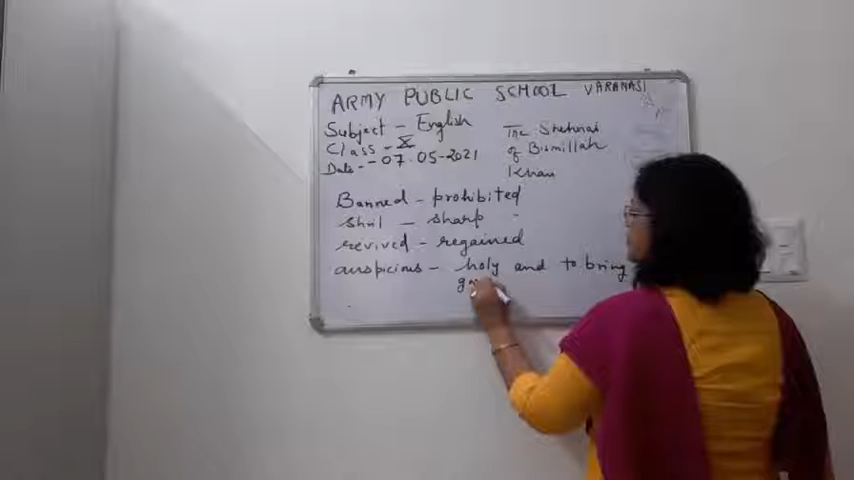 ARMY PUBLIC SCHOOL VARANASI
Subject - English
Class - X
Date - - 07.05-2021
The Shehnai
of Bismillah
Khan
Banned - prohibited
shril - sharp
revived - regained
auspicious - holy and to bring